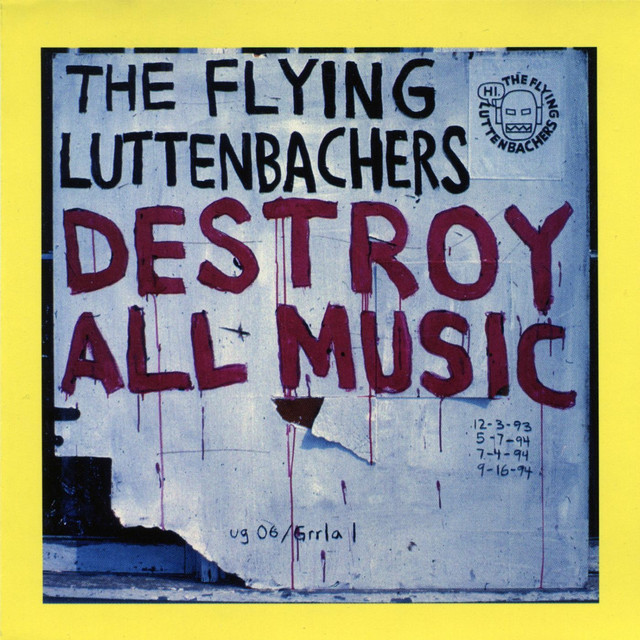 THE FLYING
LUTTENBACHERS
HI.
THE FLYING
LUTTENBACHERS
DESTROY
ALL MUSIC
12-3-93
5-7-94
7-4-94
9-16-94
ug 06/Grrla 1